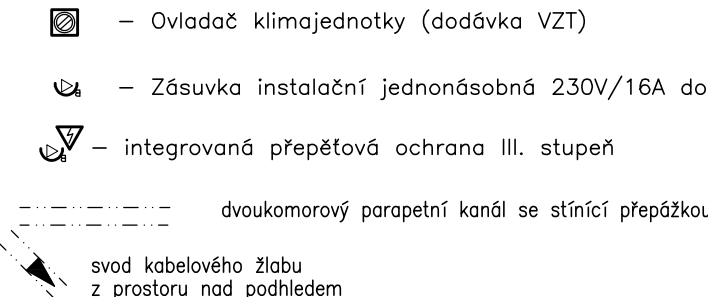 – Ovladač klimajednotky (dodávka VZT)
– Zásuvka instalační jednonásobná 230V/16A do
– integrovaná přepěťová ochrana III. stupeň
dvoukomorový parapetní kanál se stínící přepážkou
svod kabelového žlabu
z prostoru nad podhledem